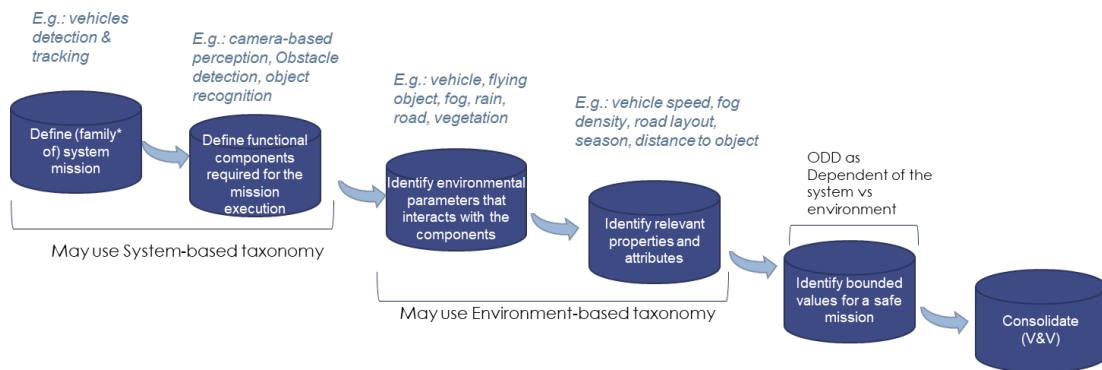 E.g.: vehicles
detection &
tracking
Define (family*
of) system
mission
E.g.: camera-based
perception, Obstacle
detection, object
recognition
Define functional
components
required for the
mission
execution
May use System-based taxonomy
E.g.: vehicle, flying
object, fog, rain,
road, vegetation
Identify environmental
parameters that
interacts with the
components
E.g.: vehicle speed, fog
density, road layout,
season, distance to object
Identify relevant
properties and
attributes
May use Environment-based taxonomy
ODD as
Dependent of the
system vs
environment
Identify bounded
values for a safe
mission
Consolidate
(V&V)